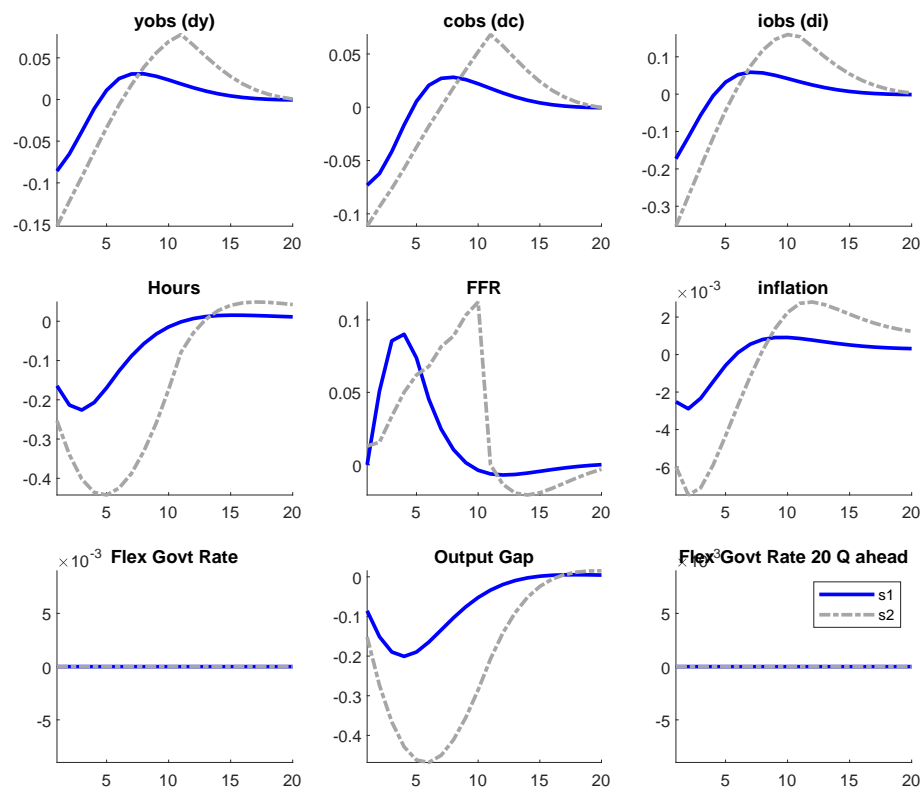 yobs (dy)
0.05
0
-0.05
-0.1
-0.15
5 10 15 20
cobs (dc)
0.05
0
-0.05
-0.1
5 10 15 20
iobs (di)
0.1
0
-0.1
-0.2
-0.3
5 10 15 20
Hours
0
-0.1
-0.2
-0.3
-0.4
5 10 15 20
FFR
0.1
0.05
0
5 10 15 20
inflation
×10-3
2
0
-2
-4
-6
5 10 15 20
Flex Govt Rate
×10-3
5
0
-5
5 10 15 20
Output Gap
0
-0.1
-0.2
-0.3
-0.4
5 10 15 20
Flex Govt Rate 20 Q ahead
5
0
-5
5 10 15 20
s1
s2